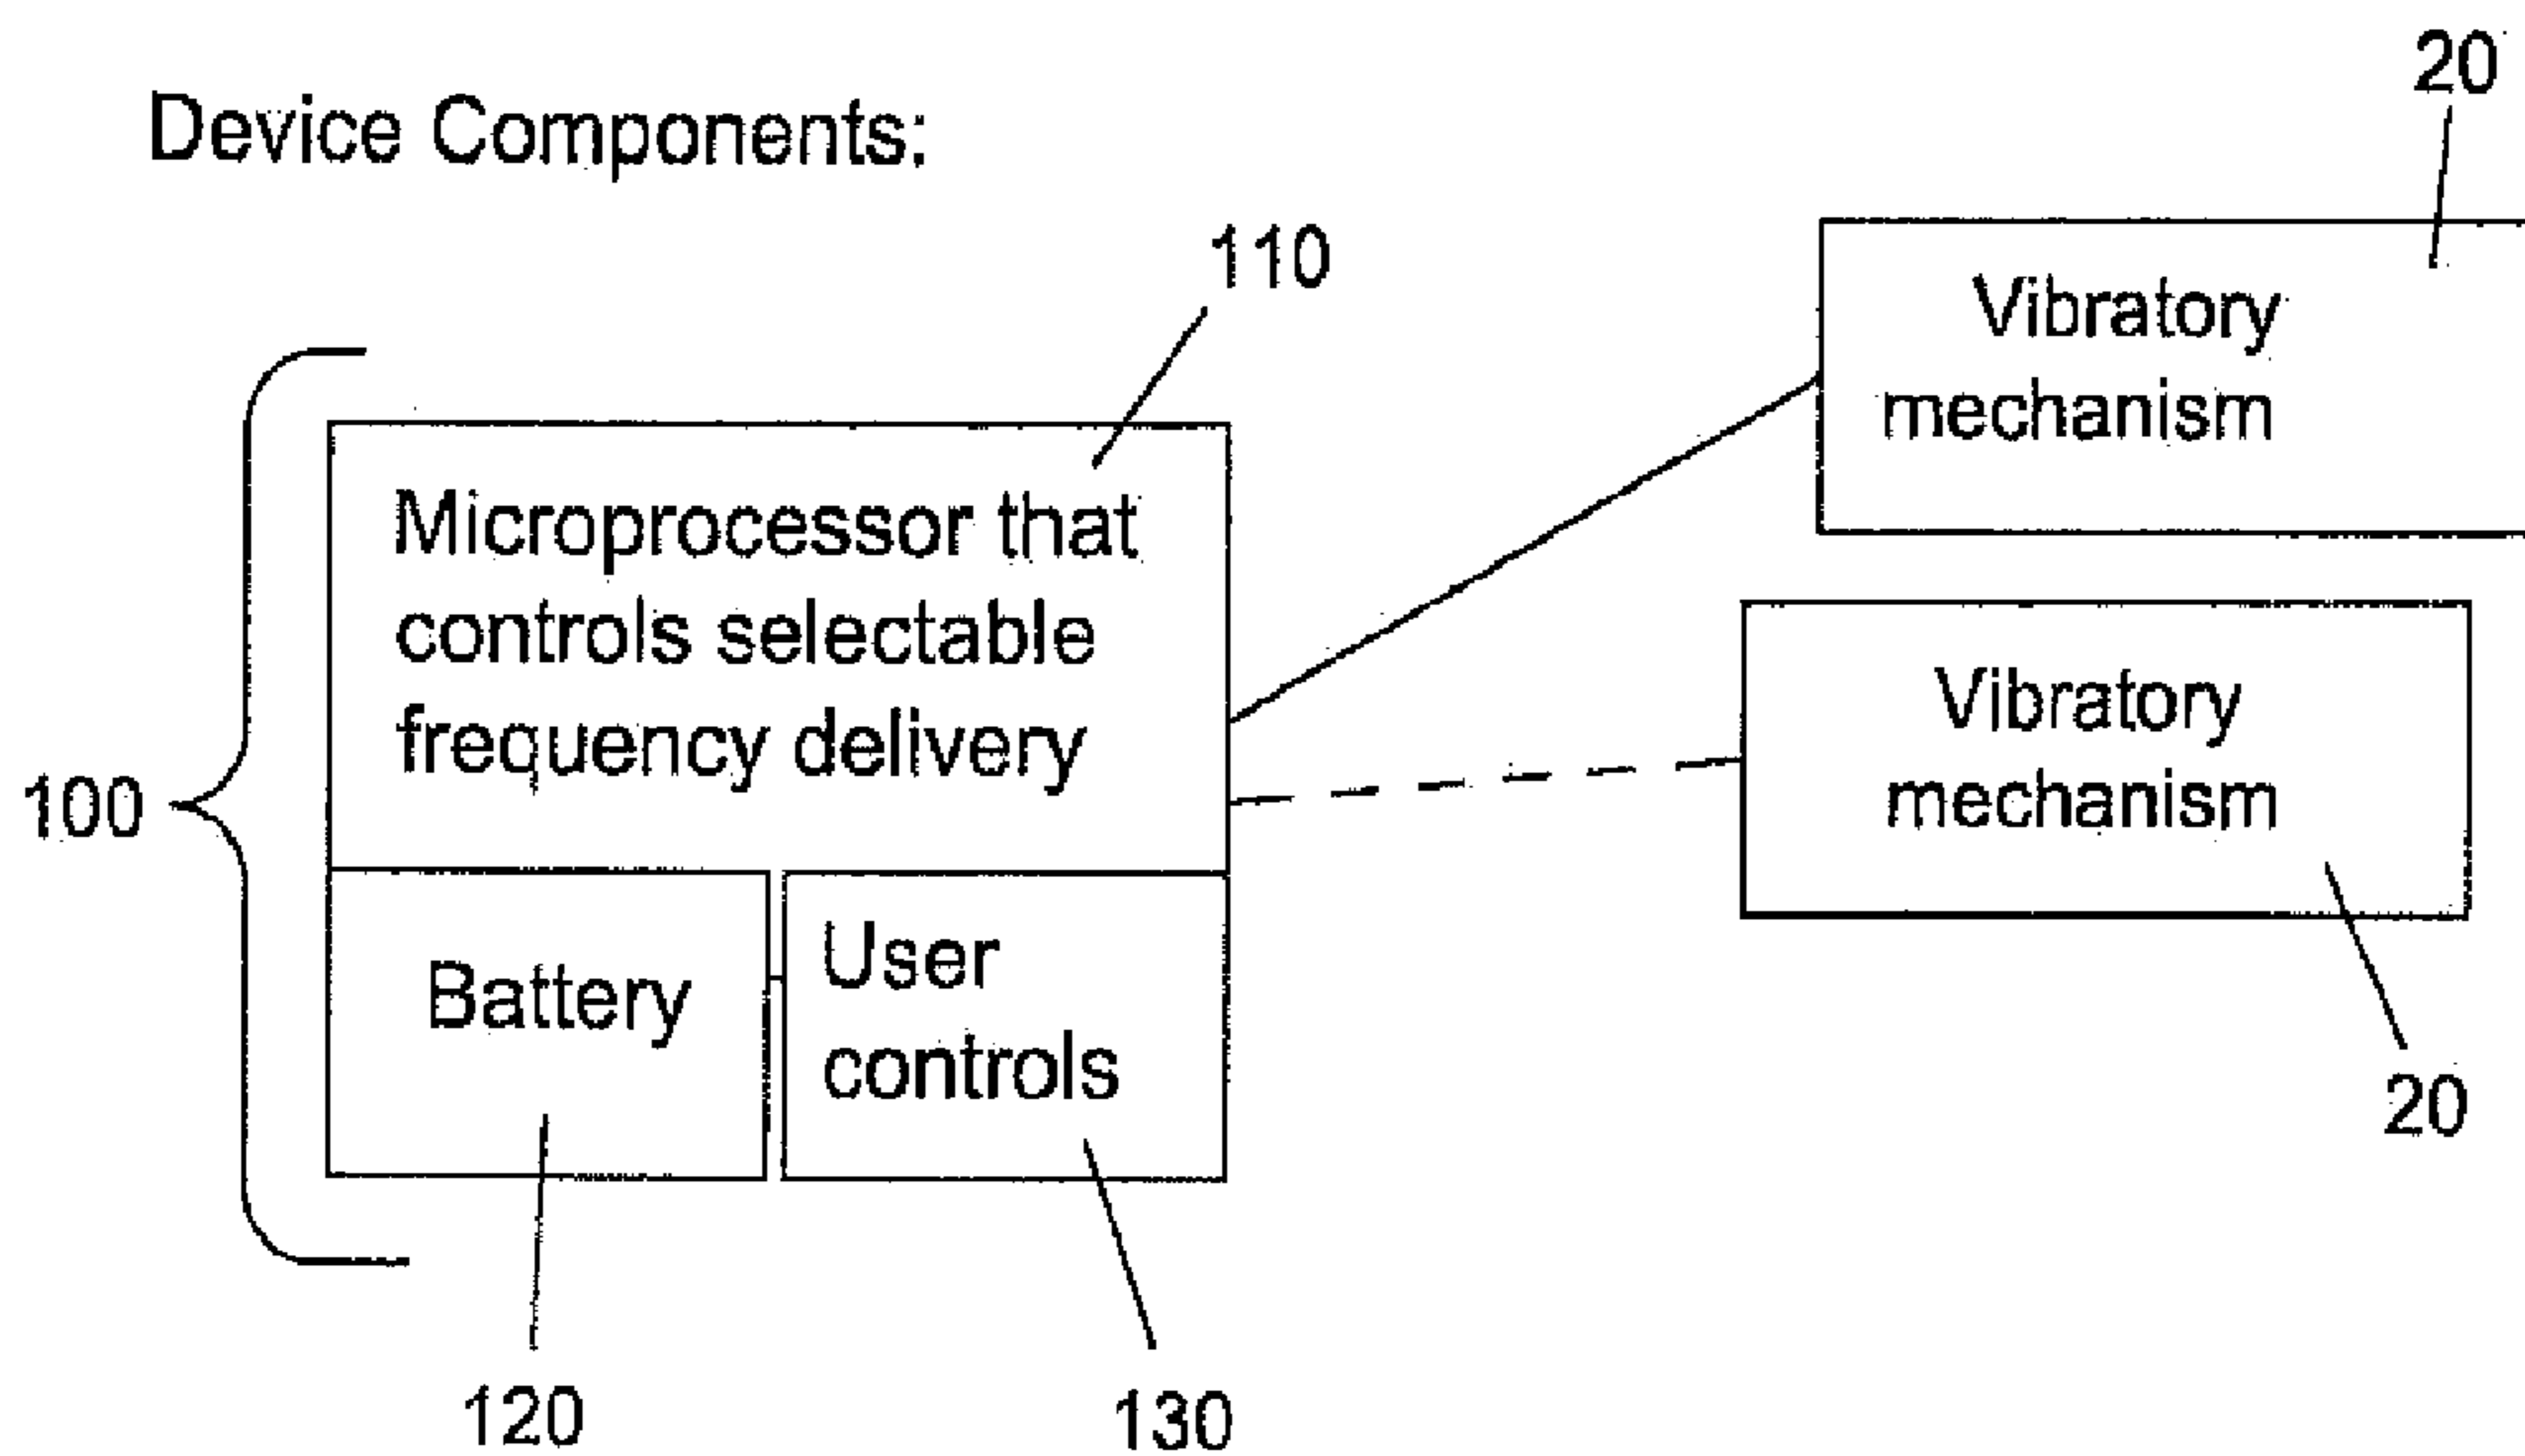 Device Components:
20
110
Vibratory
mechanism
Microprocessor that
controls selectable
frequency delivery
100
Vibratory
mechanism
Battery
User
controls
20
120
130